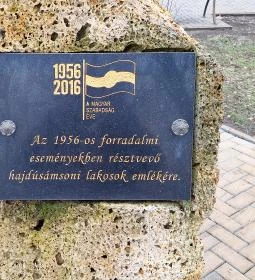 1956
2016
A MAGYAR
SZABADSÁG
ÉVE
Az 1956-os forradalmi
eseményekben résztvevő
hajdúsámsoni lakosok emlékére.